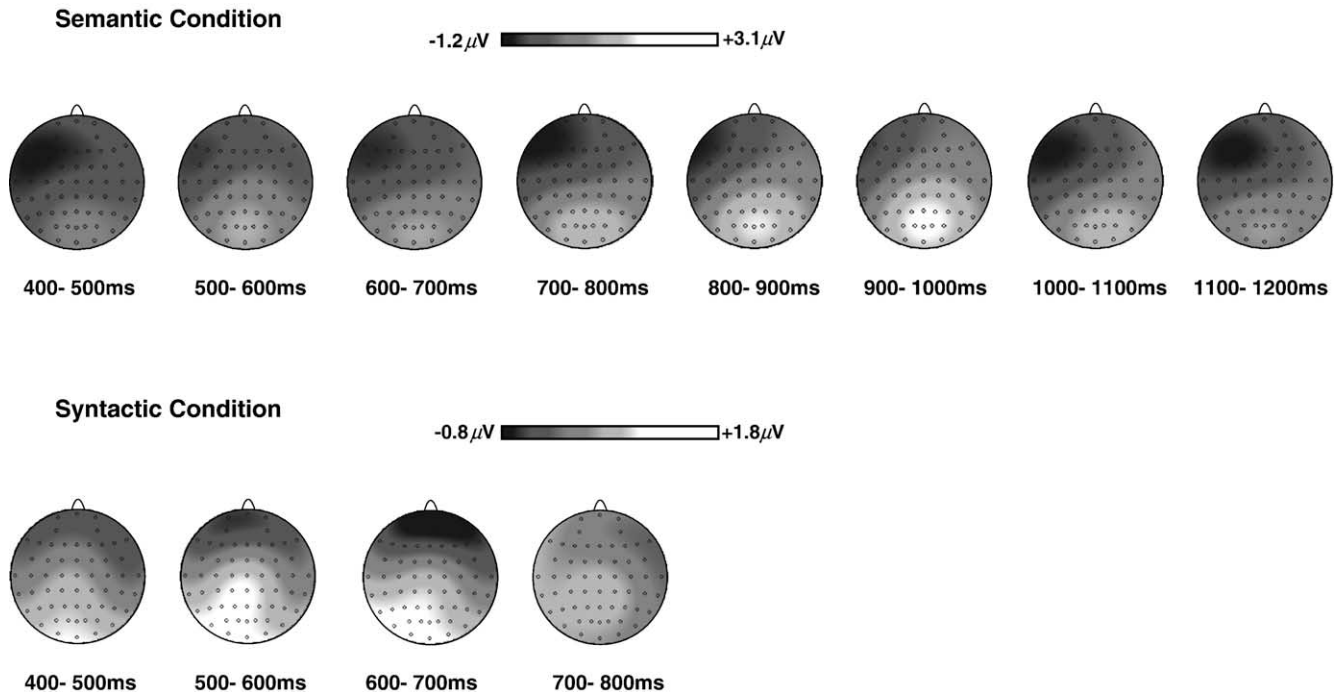 Semantic Condition
-1.2 μV +3.1 μV
400- 500ms 500- 600ms 600- 700ms 700- 800ms 800- 900ms 900- 1000ms 1000- 1100ms 1100- 1200ms
Syntactic Condition
-0.8 μV +1.8 μV
400- 500ms 500- 600ms 600- 700ms 700- 800ms